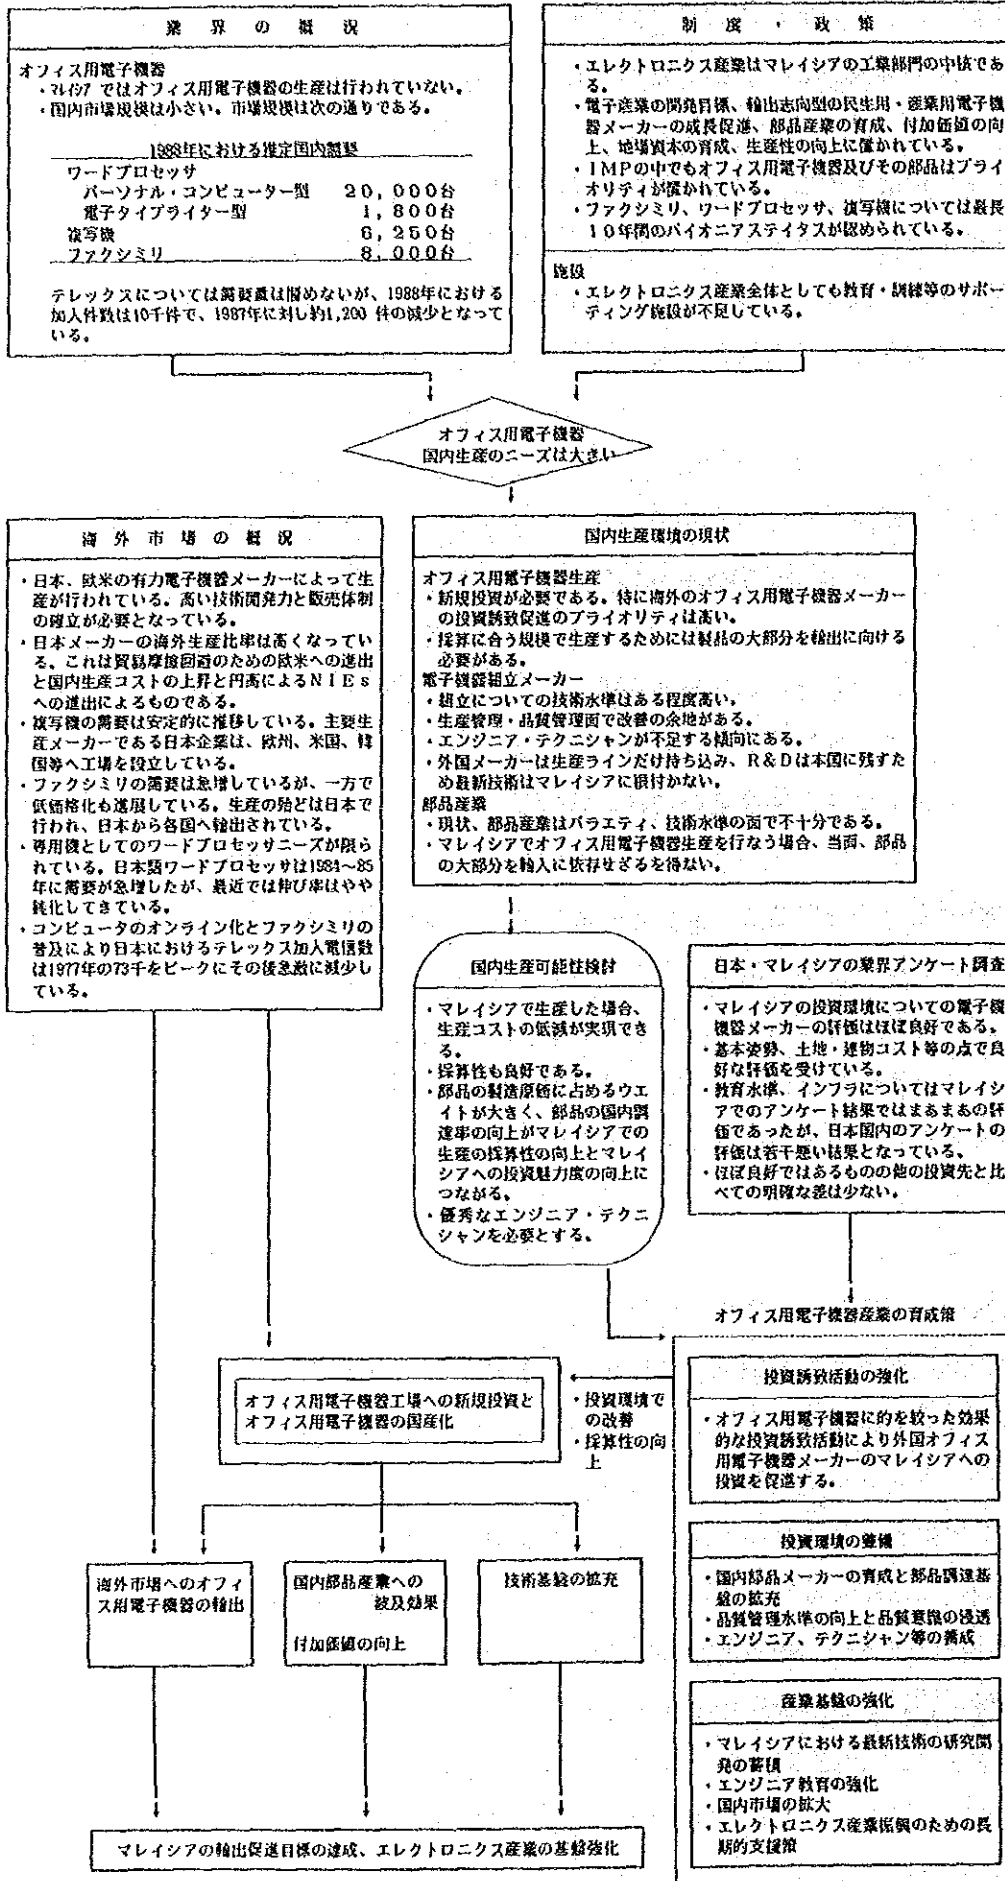 業界の概況
オフィス用電子機器
・マレイシアではオフィス用電子機器の生産は行われていない。
・国内市場規模は小さい。市場規模は次の通りである。
1988年における推定国内需要
ワードプロセッサ
パーソナル・コンピューター型 20,000台
電子タイプライター型 1,800台
複写機 6,250台
ファクシミリ 8,000台
テレックスについては需要量は掴めないが、1988年における
加入件数は10千件で、1987年に対し約1,200件の減少となって
いる。
制度・政策
・エレクトロニクス産業はマレイシアの工業部門の中核であ
る。
・電子産業の開発目標、輸出志向型の民生用・産業用電子機
器メーカーの成長促進、部品産業の育成、付加価値の向
上、地場資本の育成、生産性の向上に置かれている。
・IMPの中でもオフィス用電子機器及びその部品はプライ
オリティが置かれている。
・ファクシミリ、ワードプロセッサ、複写機については最長
10年間のパイオニアステイタスが認められている。
施設
・エレクトロニクス産業全体としても教育・訓練等のサポー
ティング施設が不足している。
オフィス用電子機器
国内生産のニーズは大きい
海外市場の概況
・日本、欧米の有力電子機器メーカーによって生
産が行われている。高い技術開発力と販売体制
の確立が必要となっている。
・日本メーカーの海外生産比率は高くなってい
る。これは貿易摩擦回避のための欧米への進出
と国内生産コストの上昇と円高によるNIEs
への進出によるものである。
・複写機の需要は安定的に推移している。主要生
産メーカーである日本企業は、欧州、米国、韓
国等へ工場を設立している。
・ファクシミリの需要は急増しているが、一方で
低価格化も進展している。生産の殆どは日本で
行われ、日本から各国へ輸出されている。
・専用機としてのワードプロセッサニーズが限ら
れている。日本語ワードプロセッサは1984～85
年に需要が急増したが、最近では伸び率はやや
鈍化してきている。
・コンピュータのオンライン化とファクシミリの
普及により日本におけるテレックス加入電信数
は1977年の73千をピークにその後急激に減少し
ている。
国内生産環境の現状
オフィス用電子機器生産
・新規投資が必要である。特に海外のオフィス用電子機器メーカー
の投資誘致促進のプライオリティは高い。
・採算に合う規模で生産するためには製品の大部分を輸出に向ける
必要がある。
電子機器組立メーカー
・組立についての技術水準はある程度高い。
・生産管理・品質管理面で改善の余地がある。
・エンジニア・テクニシャンが不足する傾向にある。
・外国メーカーは生産ラインだけ持ち込み、R&Dは本国に残すた
め最新技術はマレイシアに根付かない。
部品産業
・現状、部品産業はバラエティ、技術水準の面で不十分である。
・マレイシアでオフィス用電子機器生産を行なう場合、当面、部品
の大部分を輸入に依存せざるを得ない。
国内生産可能性検討
・マレイシアで生産した場合、
生産コストの低減が実現でき
る。
・採算性も良好である。
・部品の製造原価に占めるウエ
イトが大きく、部品の国内調
達率の向上がマレイシアでの
生産の採算性の向上とマレイ
シアへの投資魅力度の向上に
つながる。
・優秀なエンジニア・テクニ
シャンを必要とする。
日本・マレイシアの業界アンケート調査
・マレイシアの投資環境についての電子機
機器メーカーの評価はほぼ良好である。
・基本姿勢、土地・建物コスト等の点で良
好な評価を受けている。
・教育水準、インフラについてはマレイシ
アでのアンケート結果ではまあまあの評
価であったが、日本国内のアンケートの
評価は若干悪い結果となっている。
・ほぼ良好ではあるものの他の投資先と比
べての明確な差は少ない。
オフィス用電子機器産業の育成策
オフィス用電子機器工場への新規投資と
オフィス用電子機器の国産化
・投資環境で
の改善
・採算性の向
上
投資誘致活動の強化
・オフィス用電子機器に的を絞った効果
的な投資誘致活動により外国オフィス
用電子機器メーカーのマレイシアへの
投資を促進する。
投資環境の整備
・国内部品メーカーの育成と部品調達基
盤の拡充
・品質管理水準の向上と品質意識の浸透
・エンジニア、テクニシャン等の養成
産業基盤の強化
・マレイシアにおける最新技術の研究開
発の蓄積
・エンジニア教育の強化
・国内市場の拡大
・エレクトロニクス産業振興のための長
期的支援策
海外市場へのオフィ
ス用電子機器の輸出
国内部品産業への
波及効果
付加価値の向上
技術基盤の拡充
マレイシアの輸出促進目標の達成、エレクトロニクス産業の基盤強化